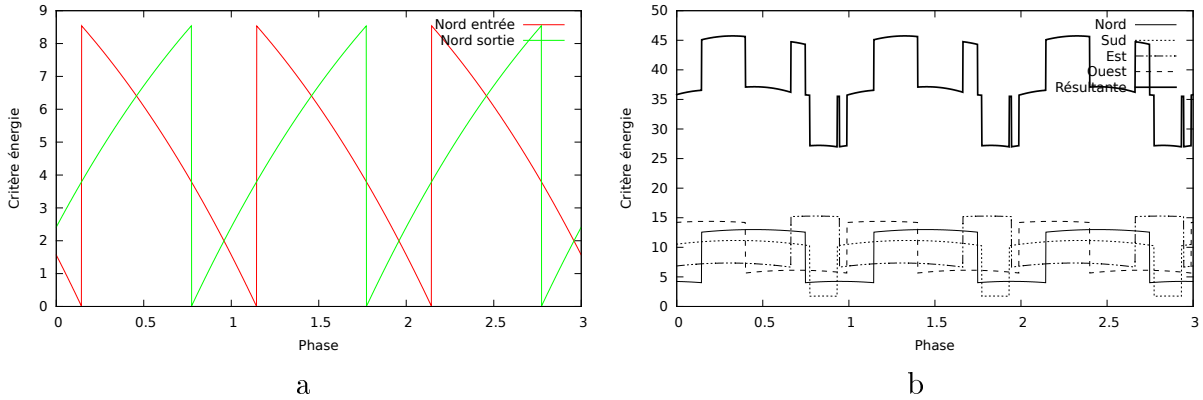 Critère énergie
9
8
7
6
5
4
3
2
1
0
0
0.5
1
1.5
2
2.5
3
Phase
Nord entrée
Nord sortie
a
Critère énergie
50
45
40
35
30
25
20
15
10
5
0
0
0.5
1
1.5
2
2.5
3
Phase
Nord
Sud
Est
Ouest
Résultante
b